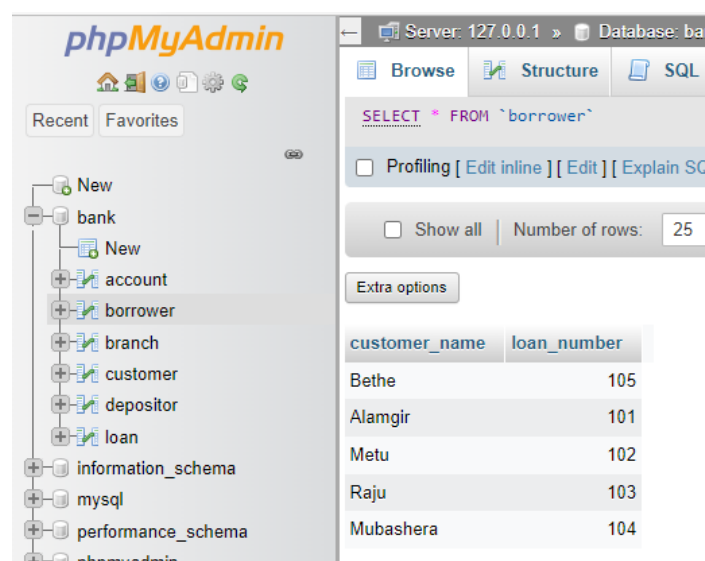 phpMyAdmin
Recent Favorites
New
bank
New
account
borrower
branch
customer
depositor
loan
information_schema
mysql
performance_schema
phpmyadmin
← Server: 127.0.0.1 » Database: ba
Browse Structure SQL
SELECT * FROM `borrower`
Profiling [ Edit inline ] [ Edit ] [ Explain SQ
Show all | Number of rows: 25
Extra options
customer_name loan_number
Bethe 105
Alamgir 101
Metu 102
Raju 103
Mubashera 104